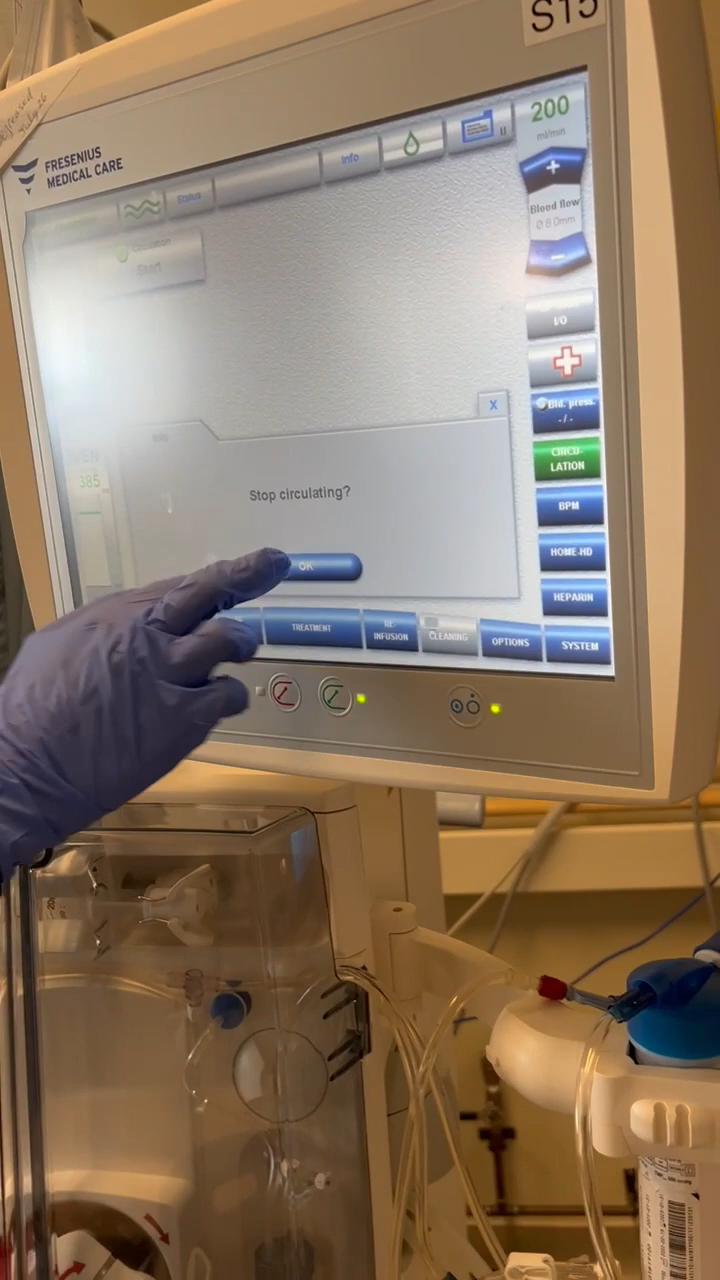 S15
FRESENIUS
MEDICAL CARE
Status
Info
200
ml/min
+
Blood flow
Ø 8.0mm
Circulation
Start
I/O
Bld. press.
-/-
CIRCU-
LATION
BPM
HOME-HD
HEPARIN
X
385
Stop circulating?
OK
TREATMENT
RE-
INFUSION
CLEANING
OPTIONS
SYSTEM